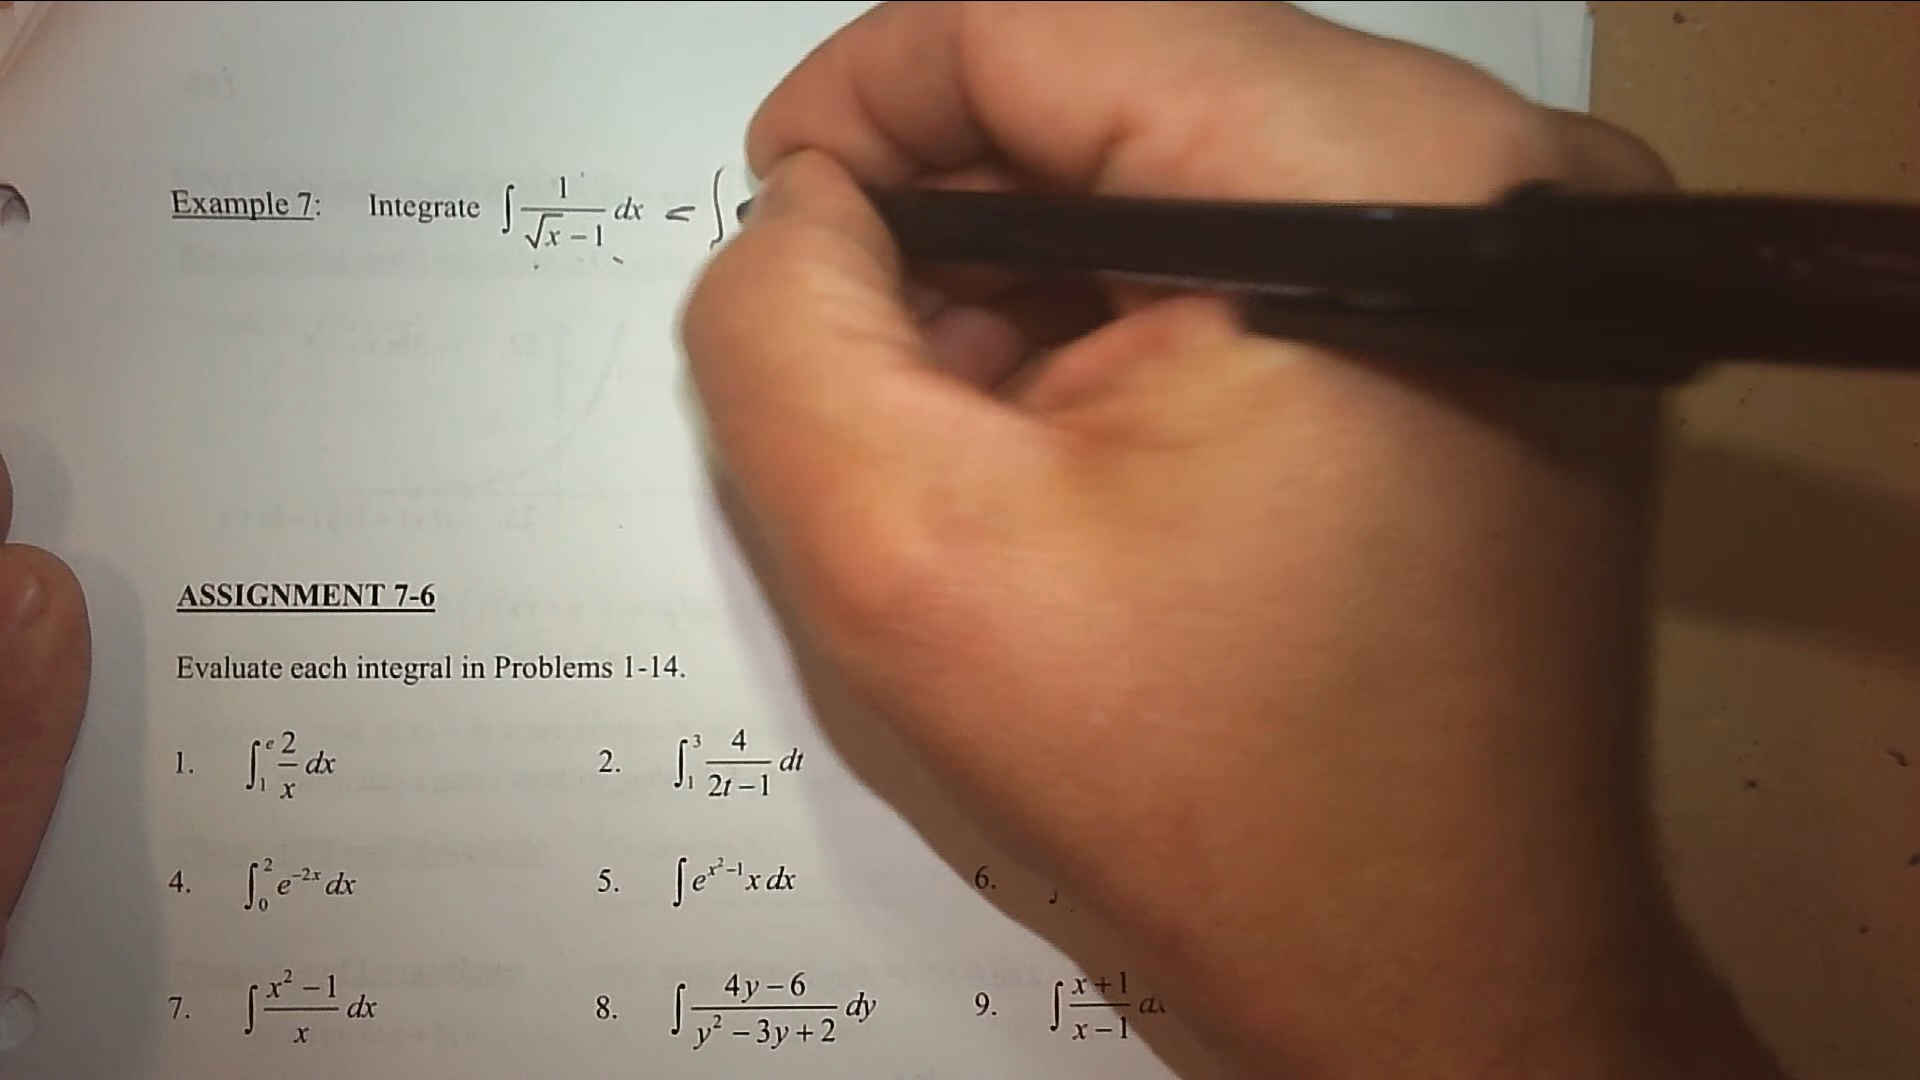 Example 7: Integrate ∫ 1/(√x − 1) dx = ∫
ASSIGNMENT 7-6
Evaluate each integral in Problems 1-14.
1. ∫₁ᵉ 2/x dx 2. ∫₁³ 4/(2t − 1) dt
4. ∫₀² e^(−2x) dx 5. ∫ e^(x²−1) x dx 6.
7. ∫ (x² − 1)/x dx 8. ∫ (4y − 6)/(y² − 3y + 2) dy 9. ∫ (x + 1)/(x − 1)